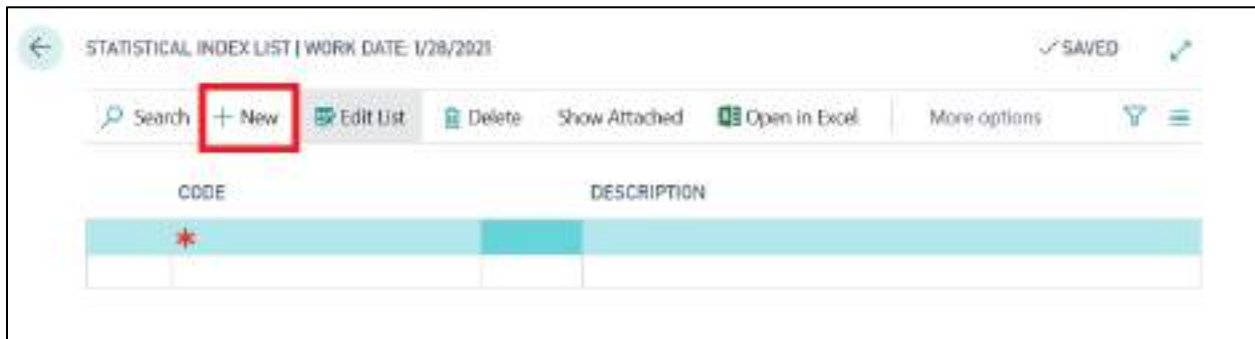 STATISTICAL INDEX LIST | WORK DATE: 1/28/2021 ✓ SAVED
Search + New Edit List Delete Show Attached Open in Excel More options
CODE DESCRIPTION
*